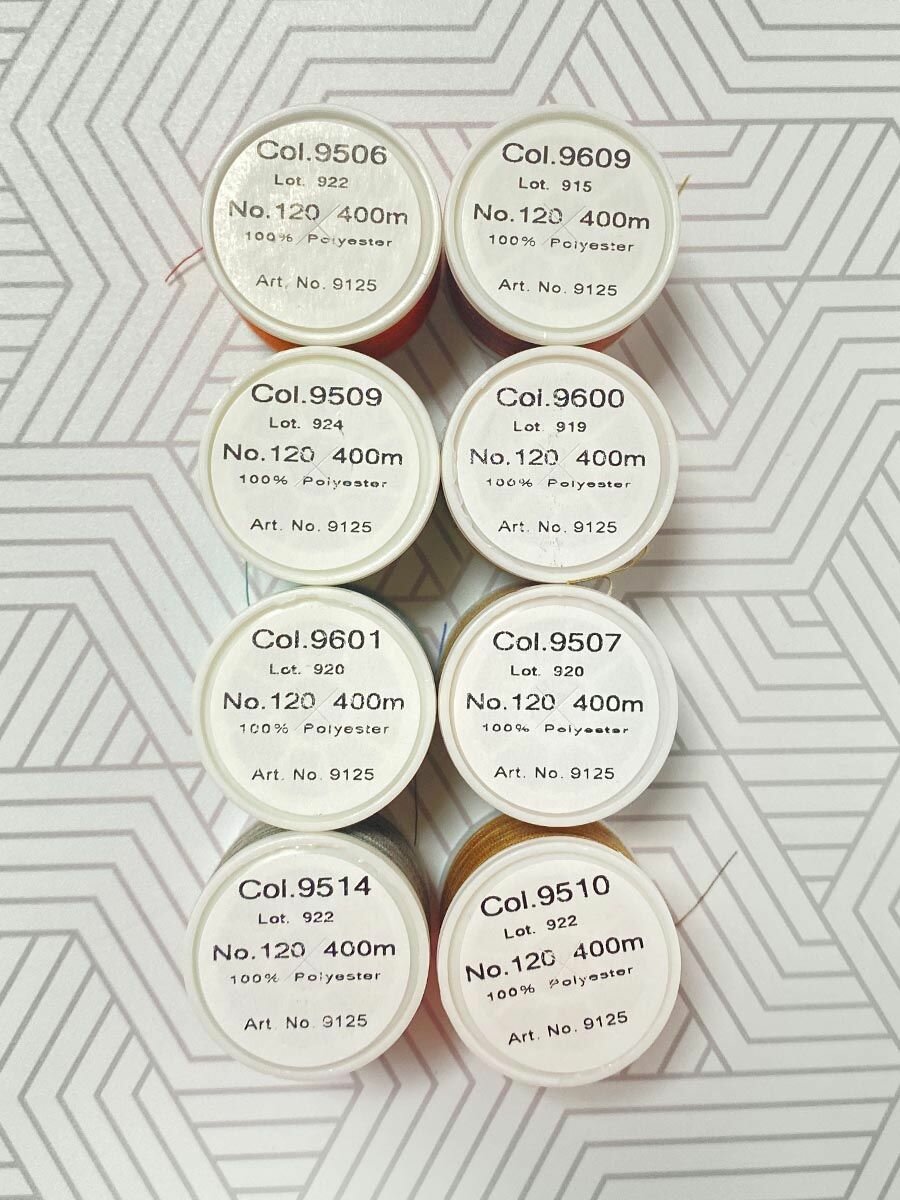 Col.9506
Lot. 922
No.120 400m
100% Polyester
Art. No. 9125
Col.9609
Lot. 915
No.120 400m
100% Polyester
Art. No. 9125
Col.9509
Lot. 924
No.120 400m
100% Polyester
Art. No. 9125
Col.9600
Lot. 919
No.120 400m
100% Polyester
Art. No. 9125
Col.9601
Lot. 920
No.120 400m
100% Polyester
Art. No. 9125
Col.9507
Lot. 920
No.120 400m
100% Polyester
Art. No. 9125
Col.9514
Lot. 922
No.120 400m
100% Polyester
Art. No. 9125
Col.9510
Lot. 922
No.120 400m
100% Polyester
Art. No. 9125